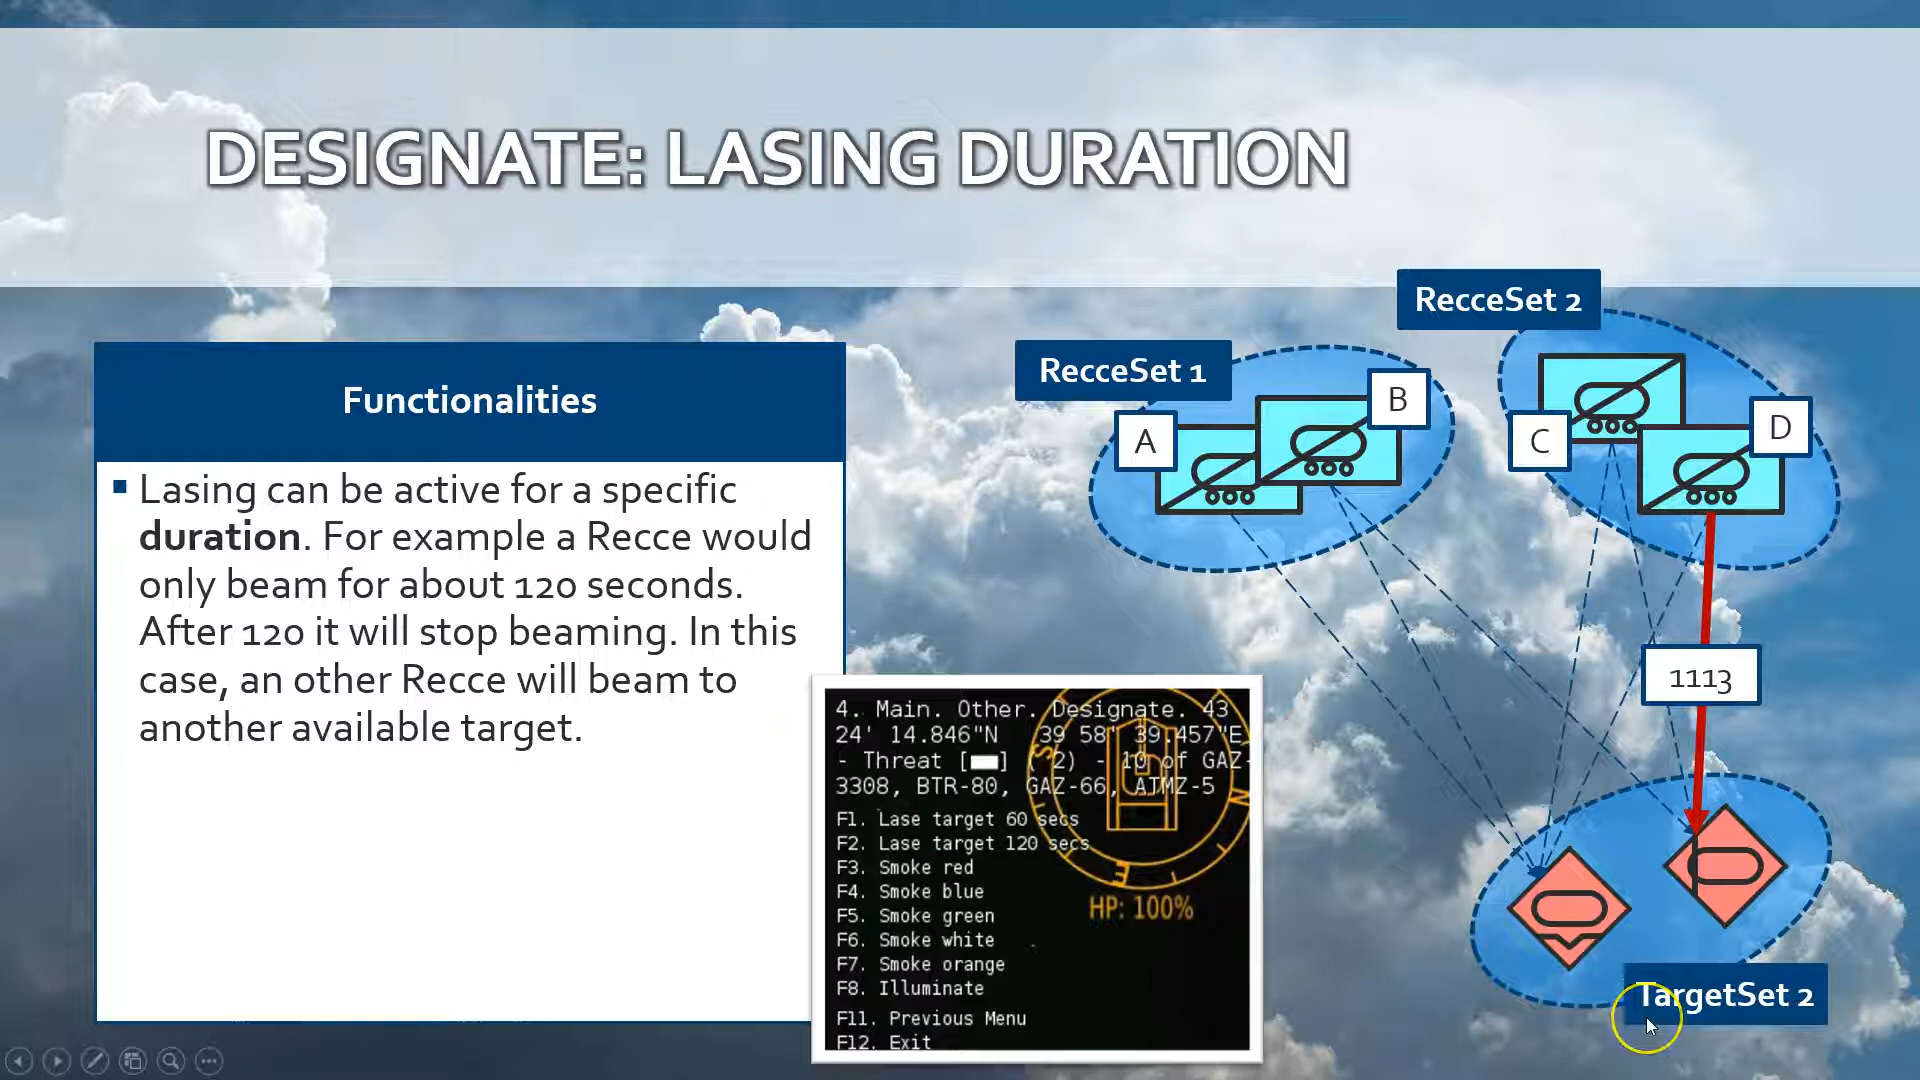 DESIGNATE: LASING DURATION
Functionalities
Lasing can be active for a specific
duration. For example a Recce would
only beam for about 120 seconds.
After 120 it will stop beaming. In this
case, an other Recce will beam to
another available target.
RecceSet 1
RecceSet 2
A
B
C
D
1113
TargetSet 2
4. Main. Other. Designate. 43
24' 14.846"N 39 58' 39.457"E
- Threat [ ] ( 2) - 10 of GAZ-
3308, BTR-80, GAZ-66, ATMZ-5
F1. Lase target 60 secs
F2. Lase target 120 secs
F3. Smoke red
F4. Smoke blue
F5. Smoke green
F6. Smoke white
F7. Smoke orange
F8. Illuminate
F11. Previous Menu
F12. Exit
S
N
E
HP: 100%